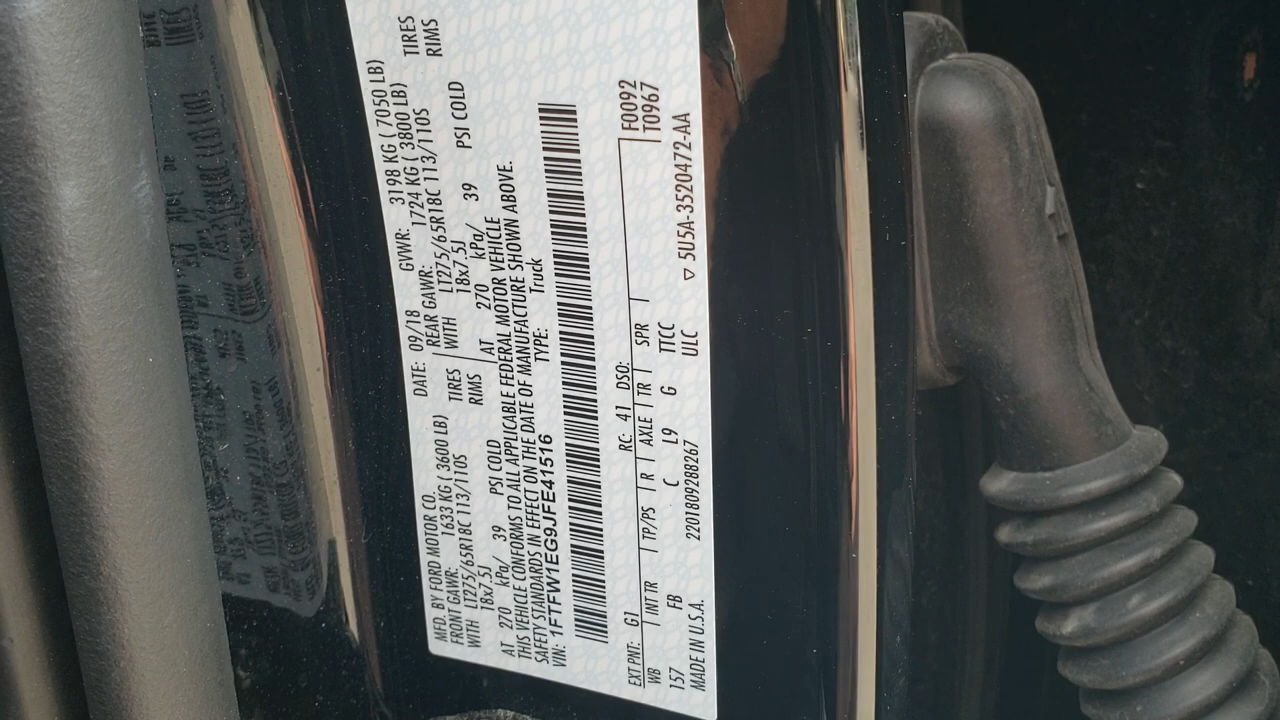 MFD. BY FORD MOTOR CO.
DATE: 09/18 GVWR: 3198 KG ( 7050 LB)
FRONT GAWR: 1633 KG ( 3600 LB)
REAR GAWR: 1724 KG ( 3800 LB)
WITH LT275/65R18C 113/110S TIRES
WITH LT275/65R18C 113/110S TIRES
18x7.5J RIMS
18x7.5J RIMS
AT 270 kPa/ 39 PSI COLD
AT 270 kPa/ 39 PSI COLD
THIS VEHICLE CONFORMS TO ALL APPLICABLE FEDERAL MOTOR VEHICLE
SAFETY STANDARDS IN EFFECT ON THE DATE OF MANUFACTURE SHOWN ABOVE.
VIN: 1FTFW1EG9JFE41516 TYPE: Truck
EXT PNT: G1 RC: 41 DSO: F0092
WB INT TR TP/PS R AXLE TR SPR T0967
157 FB C L9 G TTCC
MADE IN U.S.A. 2201809288267 ULC ▽ 5U5A-3520472-AA